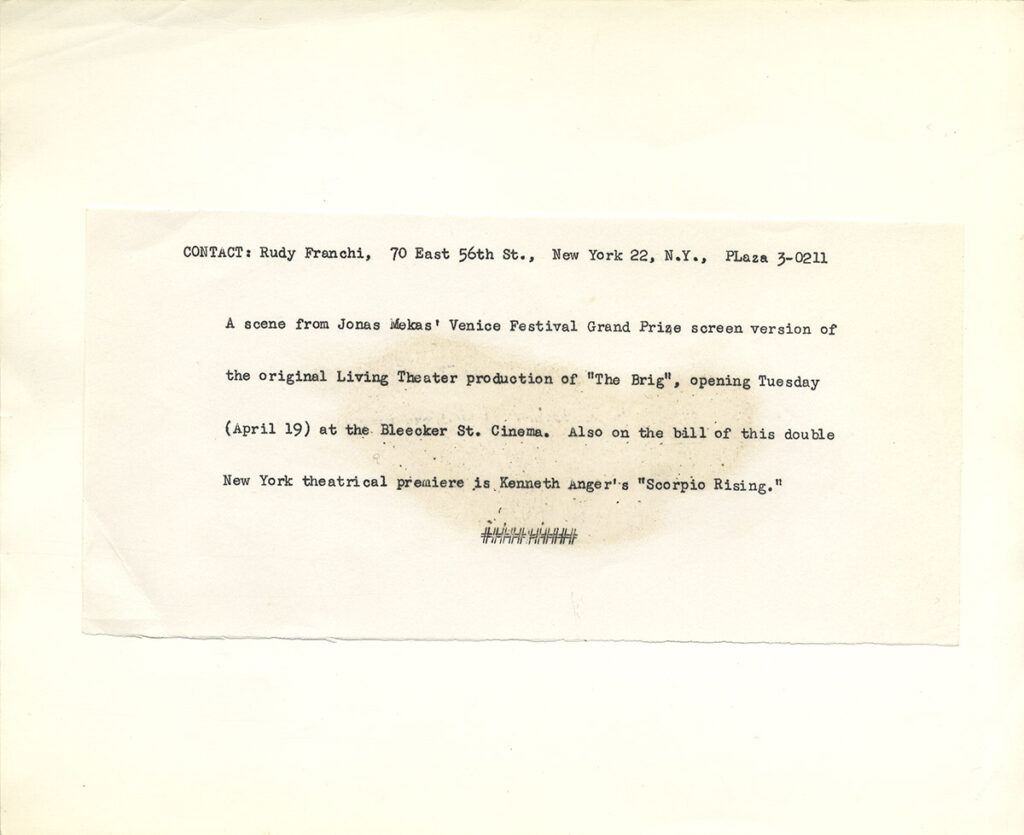 CONTACT: Rudy Franchi, 70 East 56th St., New York 22, N.Y., PLaza 3-0211
A scene from Jonas Mekas' Venice Festival Grand Prize screen version of
the original Living Theater production of "The Brig", opening Tuesday
(April 19) at the Bleecker St. Cinema. Also on the bill of this double
New York theatrical premiere is Kenneth Anger's "Scorpio Rising."
##########